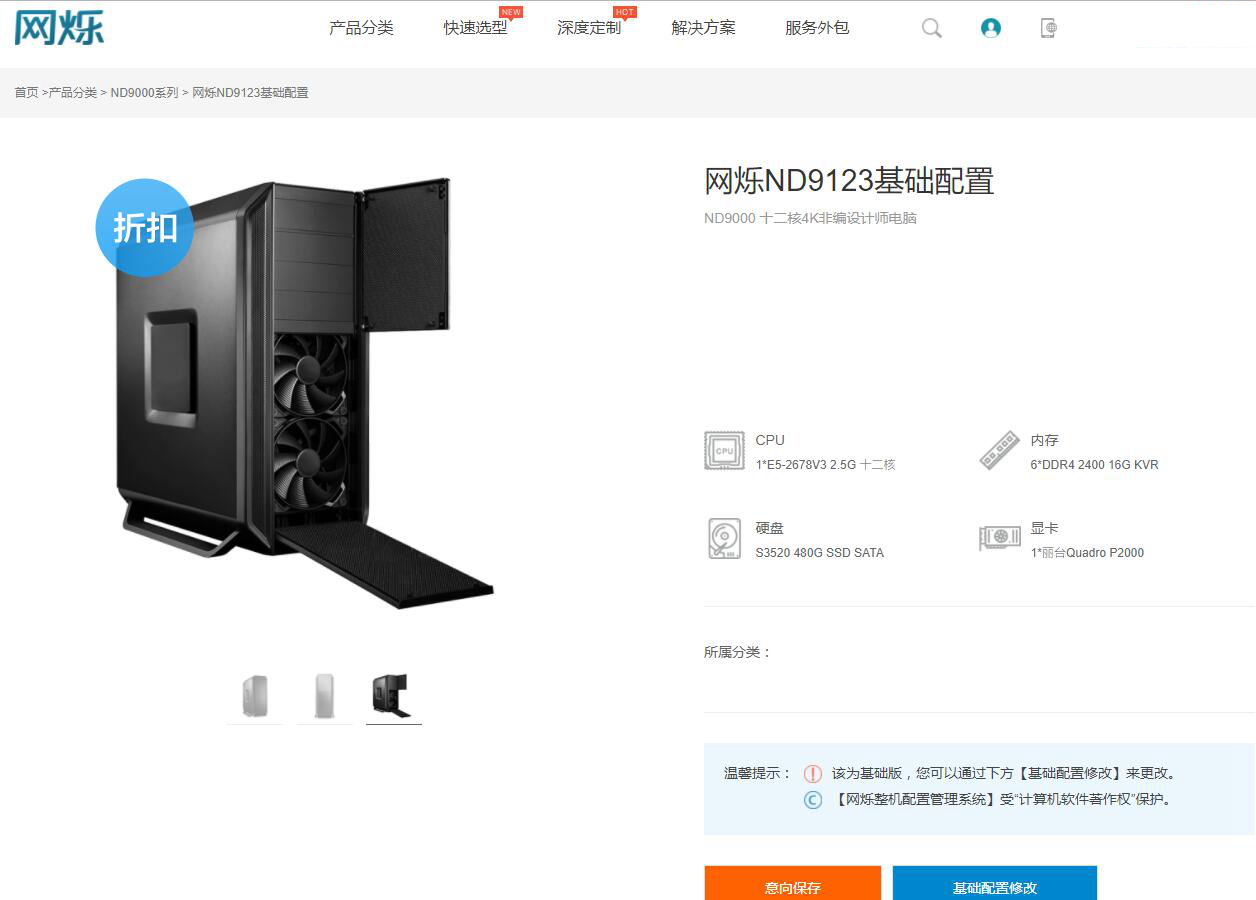 网烁
产品分类 快速选型 NEW 深度定制 HOT 解决方案 服务外包
首页 >产品分类 > ND9000系列 > 网烁ND9123基础配置
折扣
网烁ND9123基础配置
ND9000 十二核4K非编设计师电脑
CPU
CPU
1*E5-2678V3 2.5G 十二核
内存
6*DDR4 2400 16G KVR
硬盘
S3520 480G SSD SATA
显卡
1*丽台Quadro P2000
所属分类：
温馨提示： 该为基础版，您可以通过下方【基础配置修改】来更改。
C 【网烁整机配置管理系统】受“计算机软件著作权”保护。
意向保存 基础配置修改